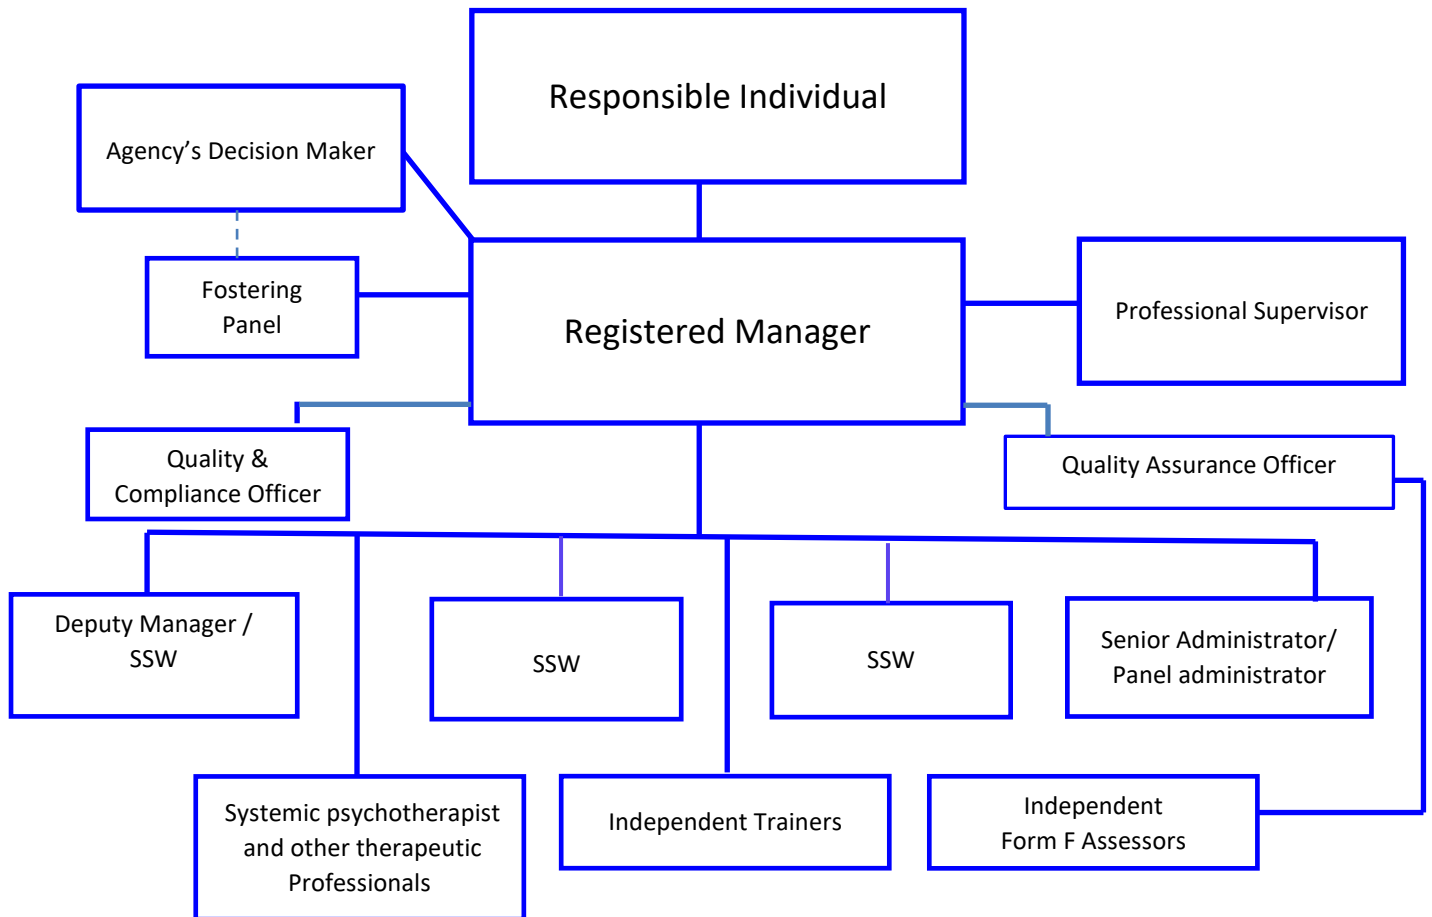 Responsible Individual
Agency’s Decision Maker
Fostering
Panel
Registered Manager
Professional Supervisor
Quality &
Compliance Officer
Quality Assurance Officer
Deputy Manager /
SSW
SSW
SSW
Senior Administrator/
Panel administrator
Systemic psychotherapist
and other therapeutic
Professionals
Independent Trainers
Independent
Form F Assessors